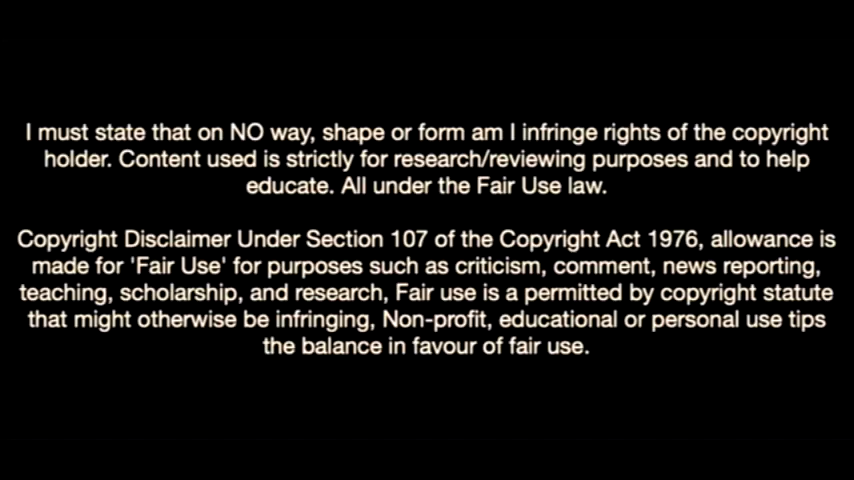 I must state that on NO way, shape or form am I infringe rights of the copyright
holder. Content used is strictly for research/reviewing purposes and to help
educate. All under the Fair Use law.
Copyright Disclaimer Under Section 107 of the Copyright Act 1976, allowance is
made for 'Fair Use' for purposes such as criticism, comment, news reporting,
teaching, scholarship, and research, Fair use is a permitted by copyright statute
that might otherwise be infringing, Non-profit, educational or personal use tips
the balance in favour of fair use.